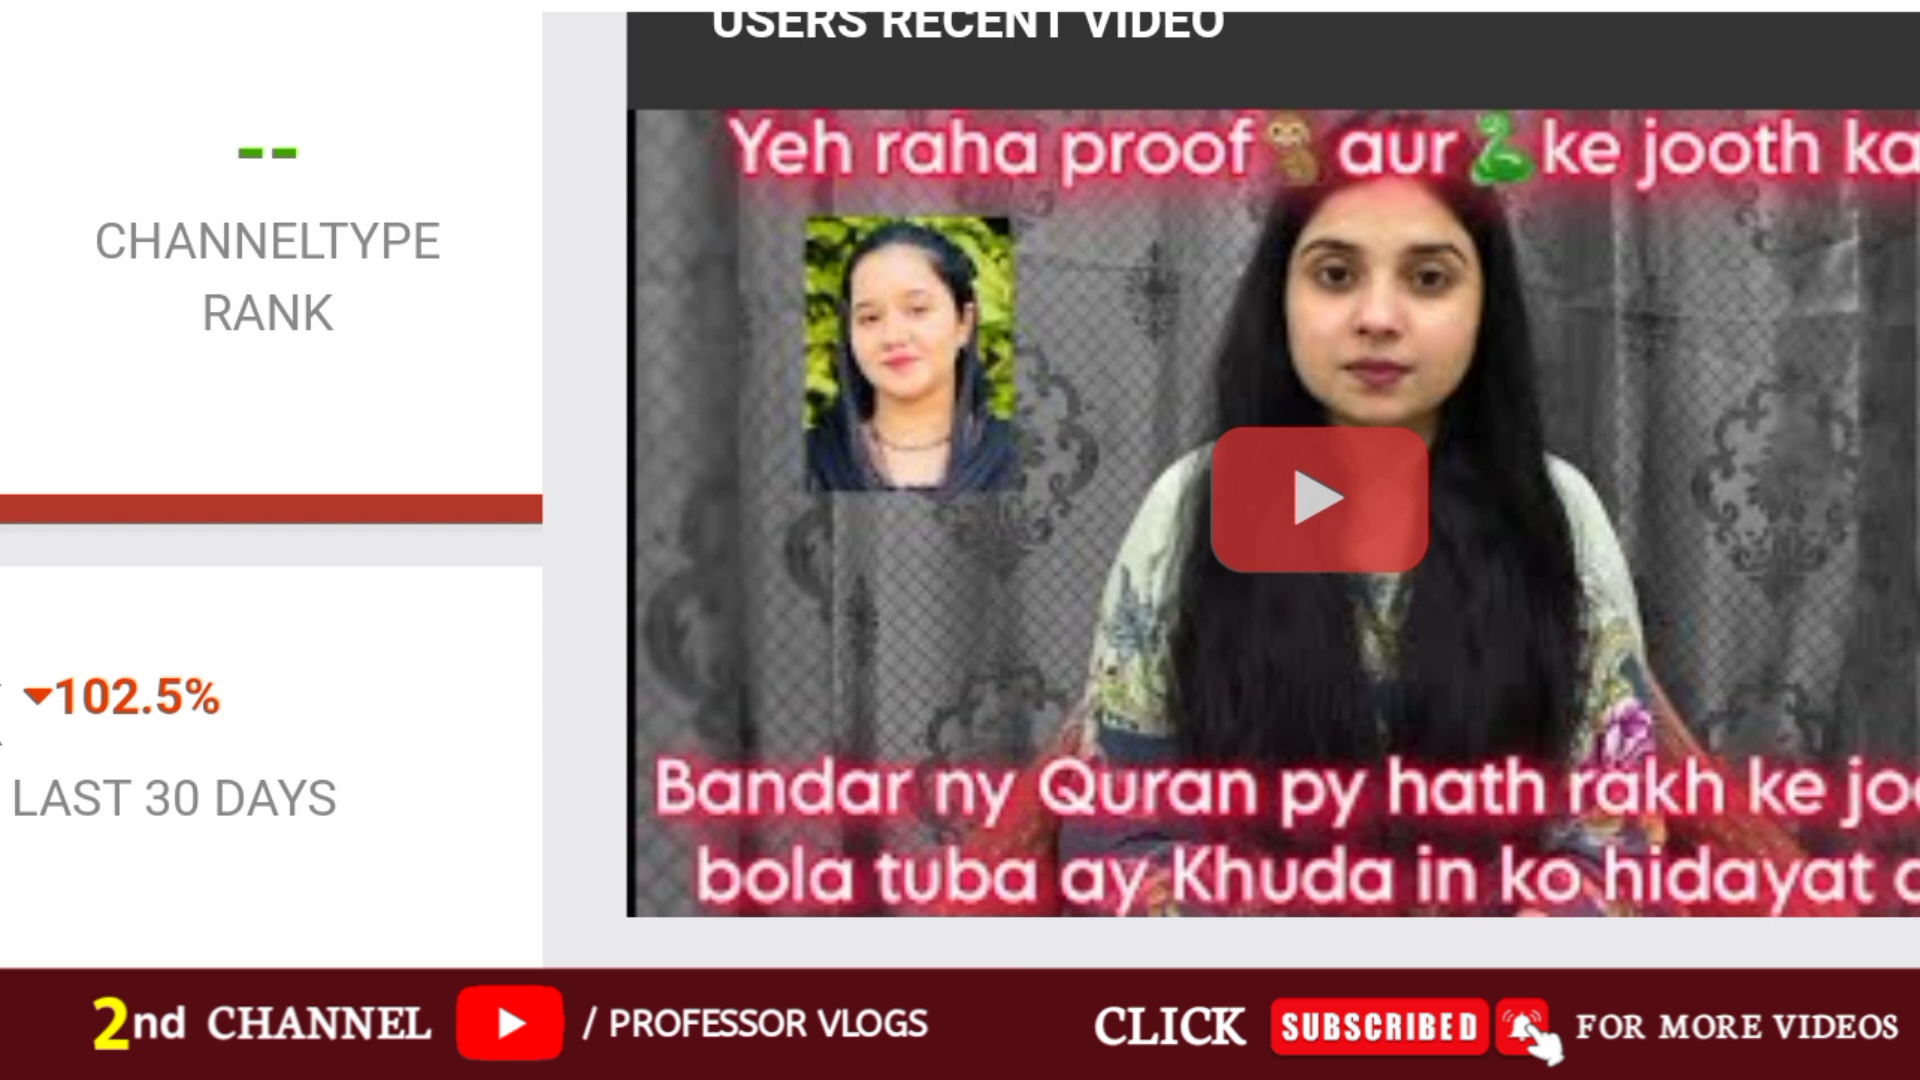 USERS RECENT VIDEO
--
CHANNELTYPE
RANK
102.5%
LAST 30 DAYS
Yeh raha proof🐒aur🐍ke jooth ka
Bandar ny Quran py hath rakh ke
bola tuba ay Khuda in ko hidayat
2nd CHANNEL / PROFESSOR VLOGS
CLICK SUBSCRIBED FOR MORE VIDEOS